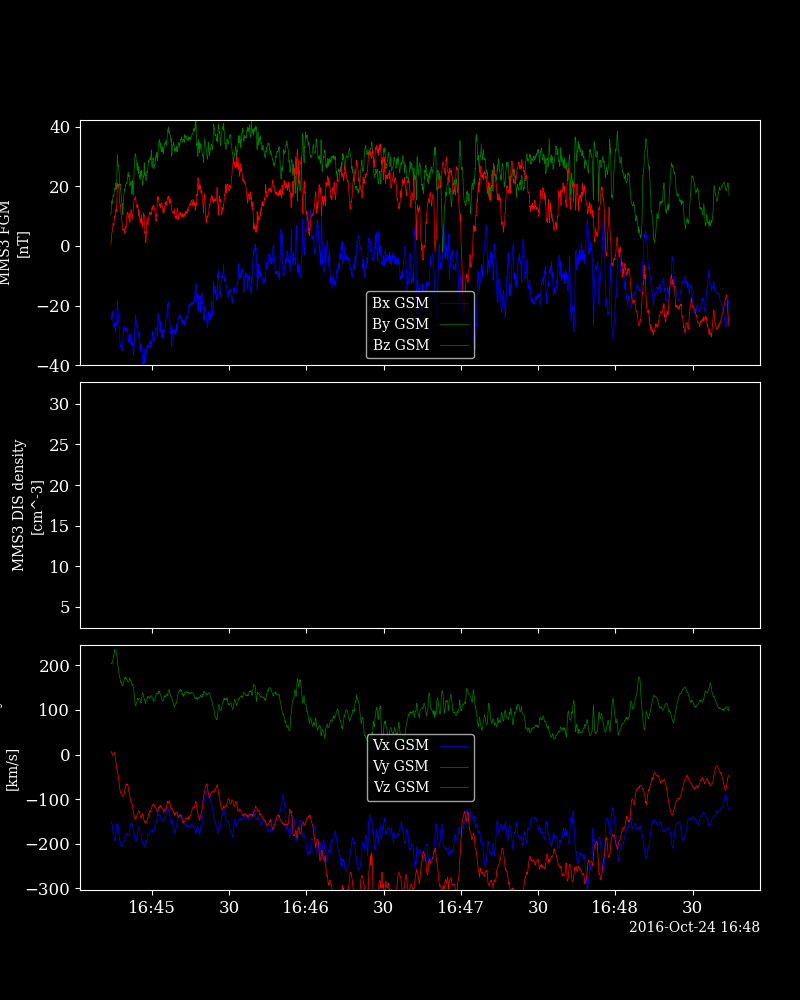 40
20
0
−20
−40
MMS3 FGM
[nT]
Bx GSM
By GSM
Bz GSM
30
25
20
15
10
5
MMS3 DIS density
[cm^-3]
200
100
0
−100
−200
−300
[km/s]
Vx GSM
Vy GSM
Vz GSM
16:45 30 16:46 30 16:47 30 16:48 30
2016-Oct-24 16:48